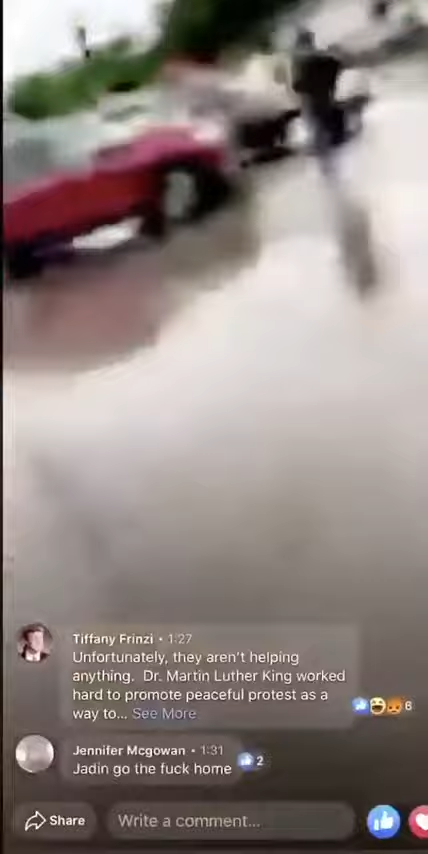 Tiffany Frinzi • 1:27
Unfortunately, they aren't helping
anything.  Dr. Martin Luther King worked
hard to promote peaceful protest as a
way to... See More
6
Jennifer Mcgowan • 1:31
Jadin go the fuck home
2
Share
Write a comment...